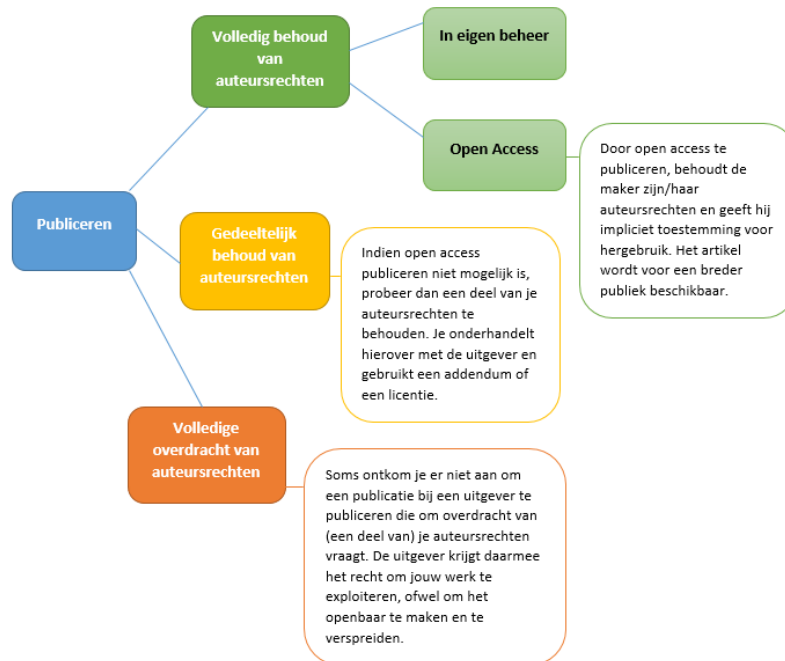 Volledig behoud
van
auteursrechten
In eigen beheer
Open Access
Door open access te
publiceren, behoudt de
maker zijn/haar
auteursrechten en geeft hij
impliciet toestemming voor
hergebruik. Het artikel
wordt voor een breder
publiek beschikbaar.
Publiceren
Gedeeltelijk
behoud van
auteursrechten
Indien open access
publiceren niet mogelijk is,
probeer dan een deel van je
auteursrechten te
behouden. Je onderhandelt
hierover met de uitgever en
gebruikt een addendum of
een licentie.
Volledige
overdracht van
auteursrechten
Soms ontkom je er niet aan om
een publicatie bij een uitgever te
publiceren die om overdracht van
(een deel van) je auteursrechten
vraagt. De uitgever krijgt daarmee
het recht om jouw werk te
exploiteren, ofwel om het
openbaar te maken en te
verspreiden.